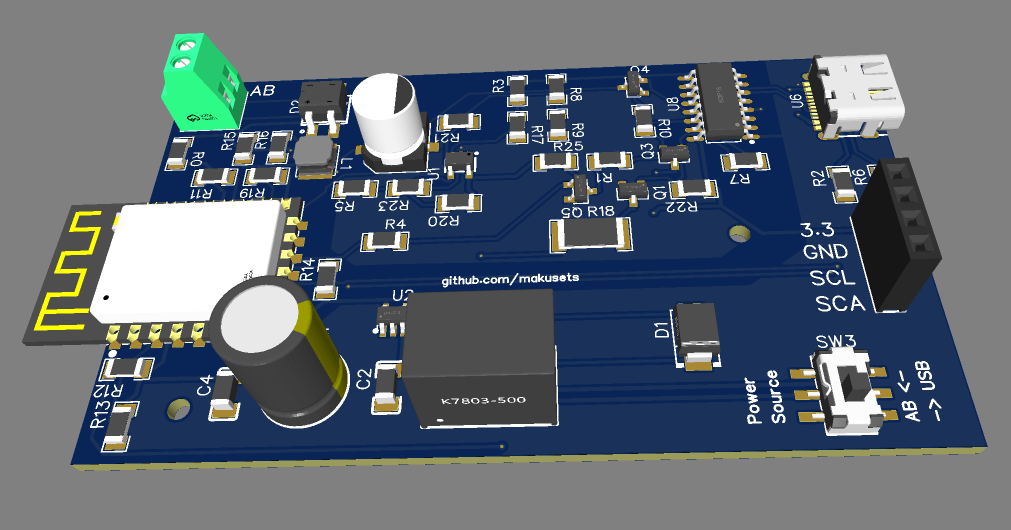 AB
D2
R3
R8
Q4
U8
U6
R15
R16
R21
R17
R9
R10
R25
Q3
L1
R11
R19
R5
R23
R20
R1
Q1
R22
R7
R2
R6
Q5
R18
R4
3.3
GND
SCL
SCA
R14
github.com/makusets
D1
SW3
R12
R13
C4
C2
K7803-500
Power
Source
AB <-
-> USB